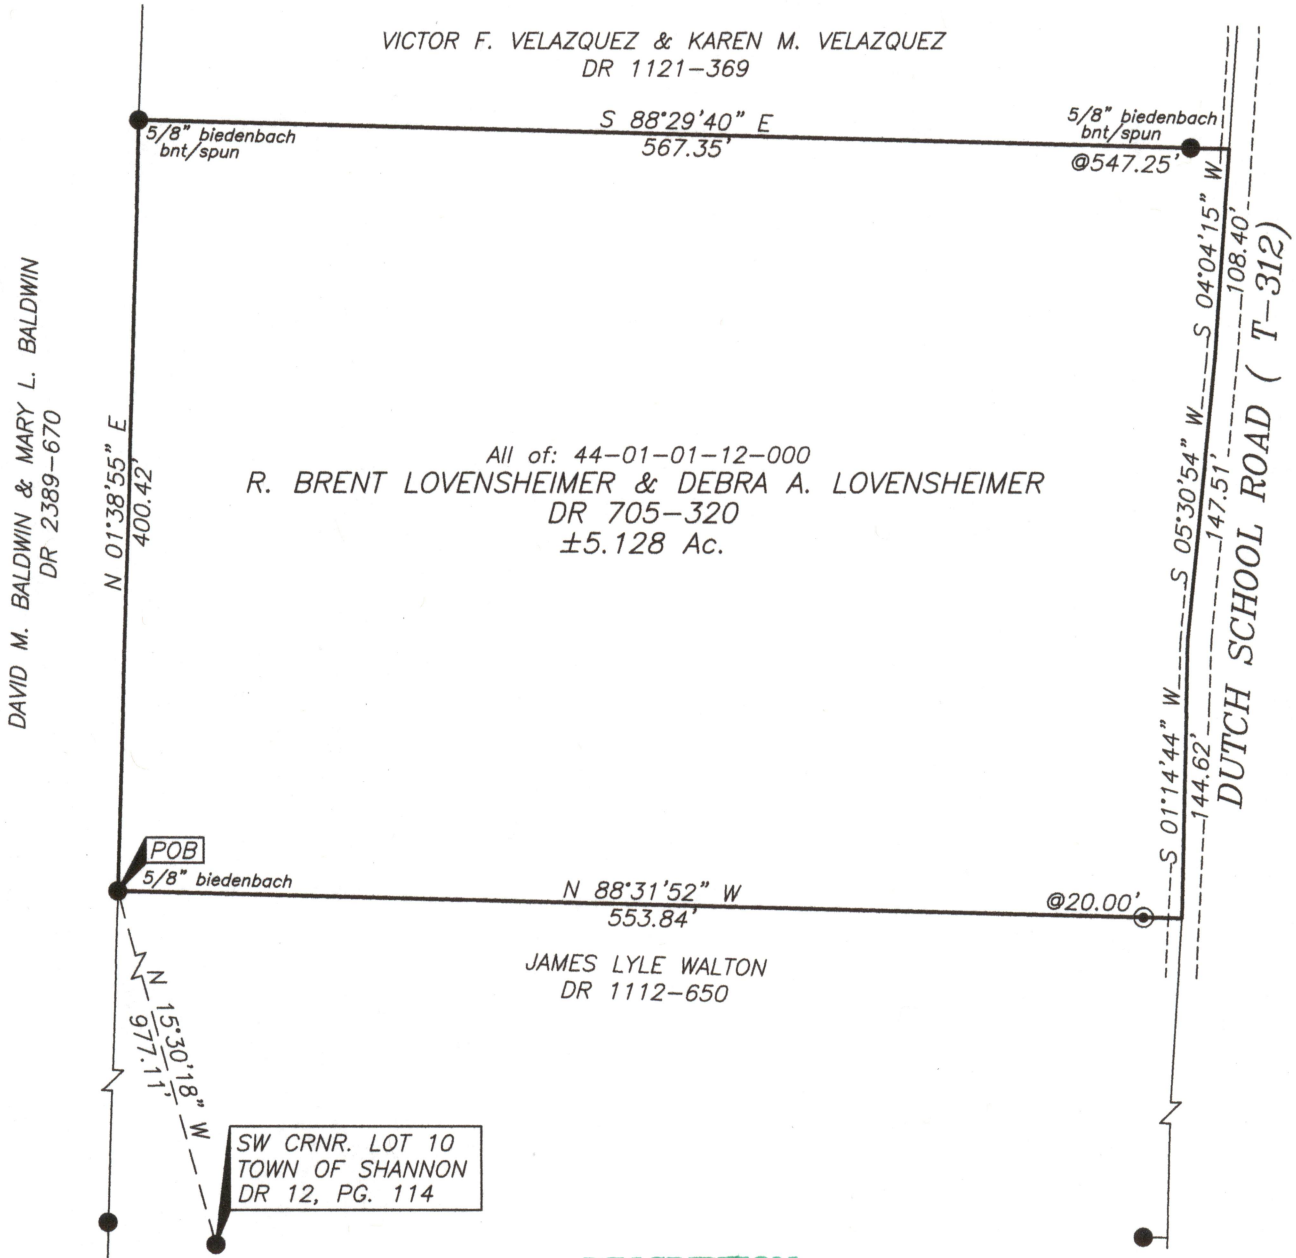 VICTOR F. VELAZQUEZ & KAREN M. VELAZQUEZ
DR 1121-369
S 88°29'40" E
567.35'
5/8" biedenbach
bnt/spun
5/8" biedenbach
bnt/spun
@547.25'
S 04°04'15" W
108.40'
DAVID M. BALDWIN & MARY L. BALDWIN
DR 2389-670
N 01°38'55" E
400.42'
All of: 44-01-01-12-000
R. BRENT LOVENSHEIMER & DEBRA A. LOVENSHEIMER
DR 705-320
±5.128 Ac.
S 05°30'54" W
147.51'
DUTCH SCHOOL ROAD ( T-312)
S 01°14'44" W
144.62'
POB
5/8" biedenbach
N 88°31'52" W
553.84'
@20.00'
JAMES LYLE WALTON
DR 1112-650
N 15°30'18" W
977.11'
SW CRNR. LOT 10
TOWN OF SHANNON
DR 12, PG. 114